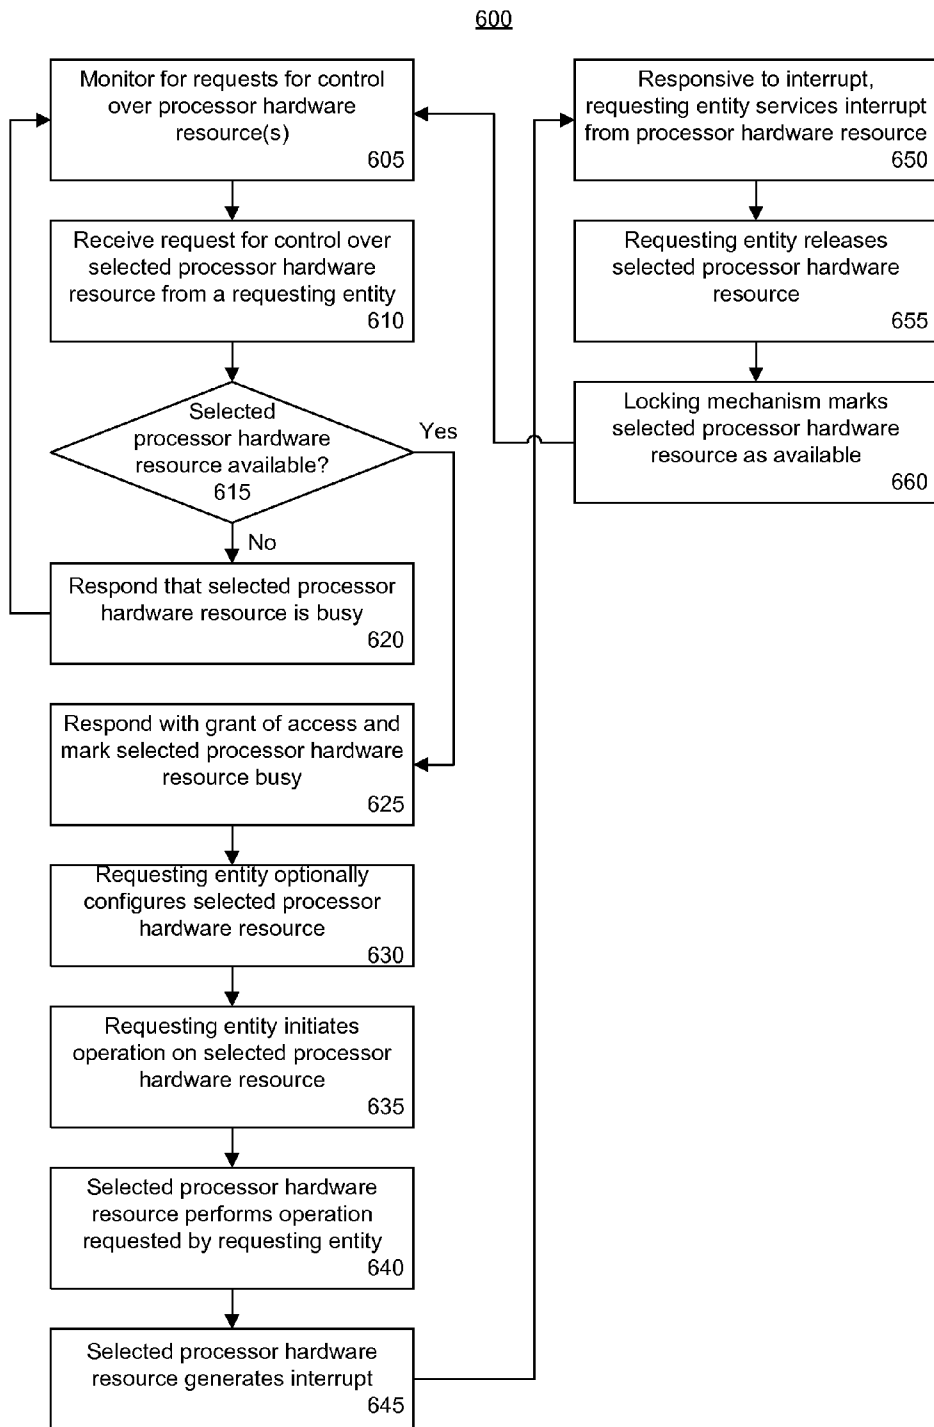 600
Monitor for requests for control
over processor hardware
resource(s)
605
Receive request for control over
selected processor hardware
resource from a requesting entity
610
Selected
processor hardware
resource available?
615
Yes
No
Respond that selected processor
hardware resource is busy
620
Respond with grant of access and
mark selected processor hardware
resource busy
625
Requesting entity optionally
configures selected processor
hardware resource
630
Requesting entity initiates
operation on selected processor
hardware resource
635
Selected processor hardware
resource performs operation
requested by requesting entity
640
Selected processor hardware
resource generates interrupt
645
Responsive to interrupt,
requesting entity services interrupt
from processor hardware resource
650
Requesting entity releases
selected processor hardware
resource
655
Locking mechanism marks
selected processor hardware
resource as available
660